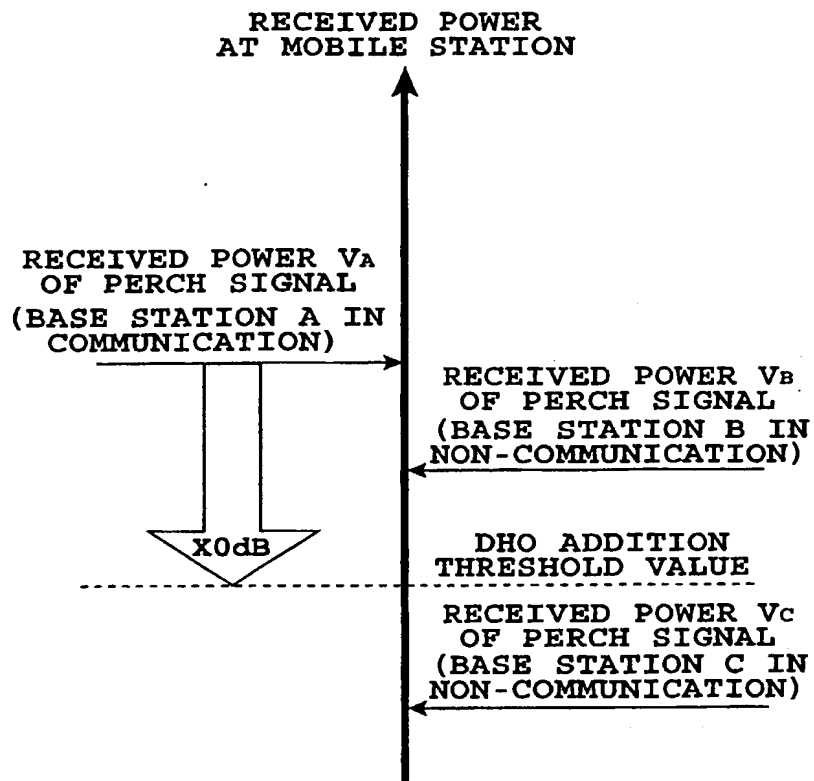 RECEIVED POWER
AT MOBILE STATION
RECEIVED POWER VA
OF PERCH SIGNAL
(BASE STATION A IN
COMMUNICATION)
RECEIVED POWER VB
OF PERCH SIGNAL
(BASE STATION B IN
NON-COMMUNICATION)
X0dB
DHO ADDITION
THRESHOLD VALUE
RECEIVED POWER VC
OF PERCH SIGNAL
(BASE STATION C IN
NON-COMMUNICATION)